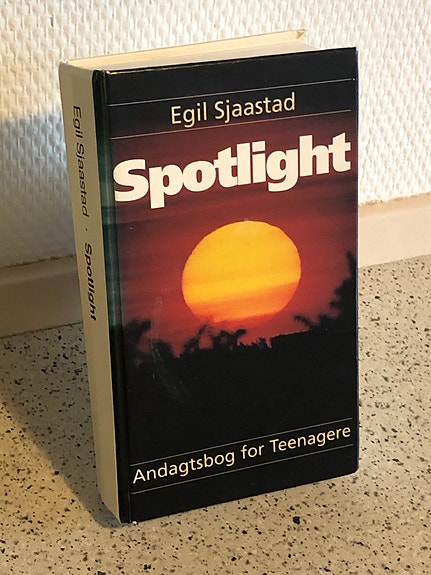 Egil Sjaastad
Spotlight
Andagtsbog for Teenagere
Egil Sjaastad · Spotlight